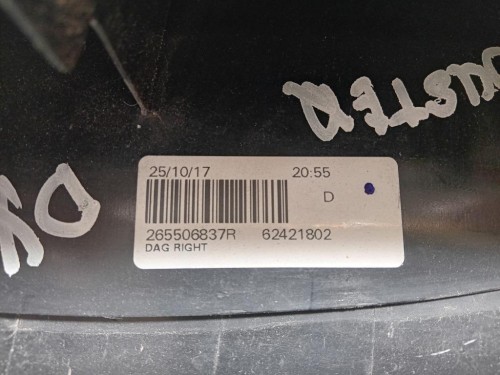 DUSTER
25/10/17 20:55
D
265506837R 62421802
DAG RIGHT